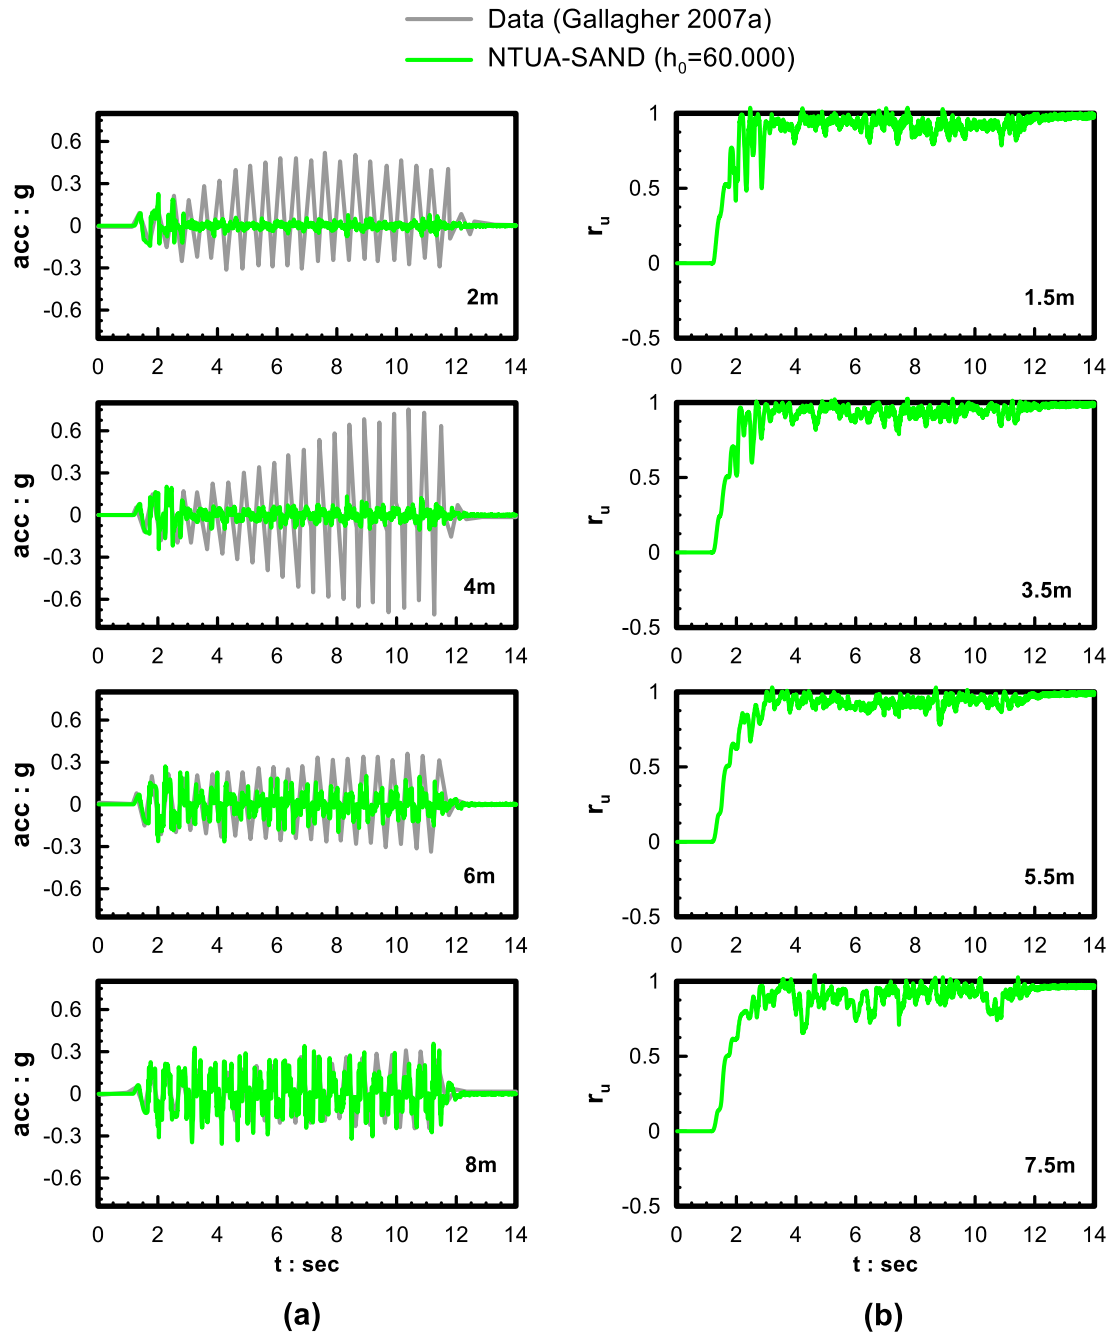 Data (Gallagher 2007a)
NTUA-SAND (h0=60.000)
acc : g
0.6
0.3
0
-0.3
-0.6
2m
0 2 4 6 8 10 12 14
ru
1
0.5
0
-0.5
1.5m
0 2 4 6 8 10 12 14
acc : g
0.6
0.3
0
-0.3
-0.6
4m
0 2 4 6 8 10 12 14
ru
1
0.5
0
-0.5
3.5m
0 2 4 6 8 10 12 14
acc : g
0.6
0.3
0
-0.3
-0.6
6m
0 2 4 6 8 10 12 14
ru
1
0.5
0
-0.5
5.5m
0 2 4 6 8 10 12 14
acc : g
0.6
0.3
0
-0.3
-0.6
8m
0 2 4 6 8 10 12 14
t : sec
(a)
ru
1
0.5
0
-0.5
7.5m
0 2 4 6 8 10 12 14
t : sec
(b)